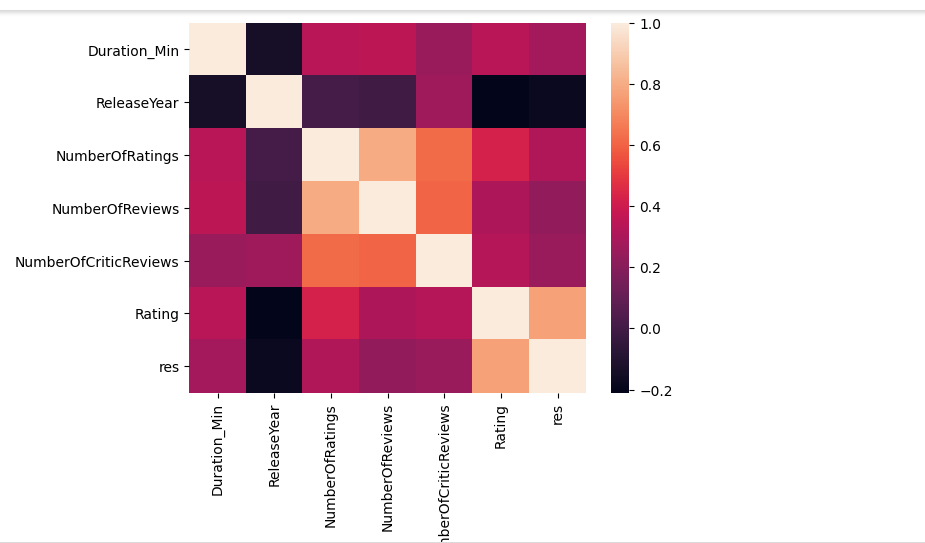 Duration_Min
ReleaseYear
NumberOfRatings
NumberOfReviews
NumberOfCriticReviews
Rating
res
Duration_Min
ReleaseYear
NumberOfRatings
NumberOfReviews
mberOfCriticReviews
Rating
res
1.0
0.8
0.6
0.4
0.2
0.0
−0.2